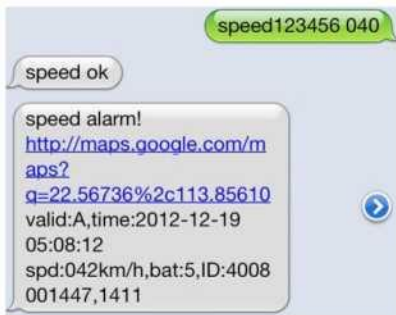 speed123456 040
speed ok
speed alarm!
http://maps.google.com/m
aps?
q=22.56736%2c113.85610
valid:A,time:2012-12-19
05:08:12
spd:042km/h,bat:5,ID:4008
001447,1411